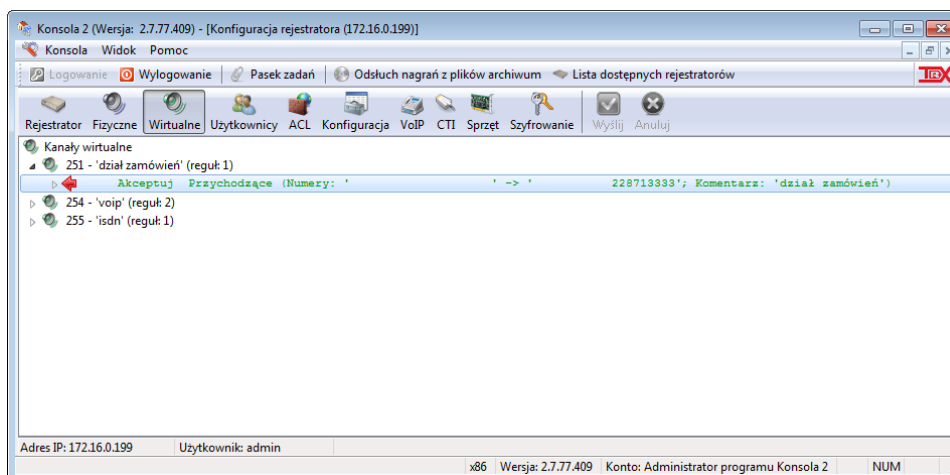 Konsola 2 (Wersja: 2.7.77.409) - [Konfiguracja rejestratora (172.16.0.199)]
Konsola Widok Pomoc
Logowanie Wylogowanie Pasek zadań Odsłuch nagrań z plików archiwum Lista dostępnych rejestratorów TRX
Rejestrator Fizyczne Wirtualne Użytkownicy ACL Konfiguracja VoIP CTI Sprzęt Szyfrowanie Wyślij Anuluj
Kanały wirtualne
251 - 'dział zamówień' (reguł: 1)
Akceptuj Przychodzące (Numery: ' ' -> ' 228713333'; Komentarz: 'dział zamówień')
254 - 'voip' (reguł: 2)
255 - 'isdn' (reguł: 1)
Adres IP: 172.16.0.199 Użytkownik: admin
x86 Wersja: 2.7.77.409 Konto: Administrator programu Konsola 2 NUM